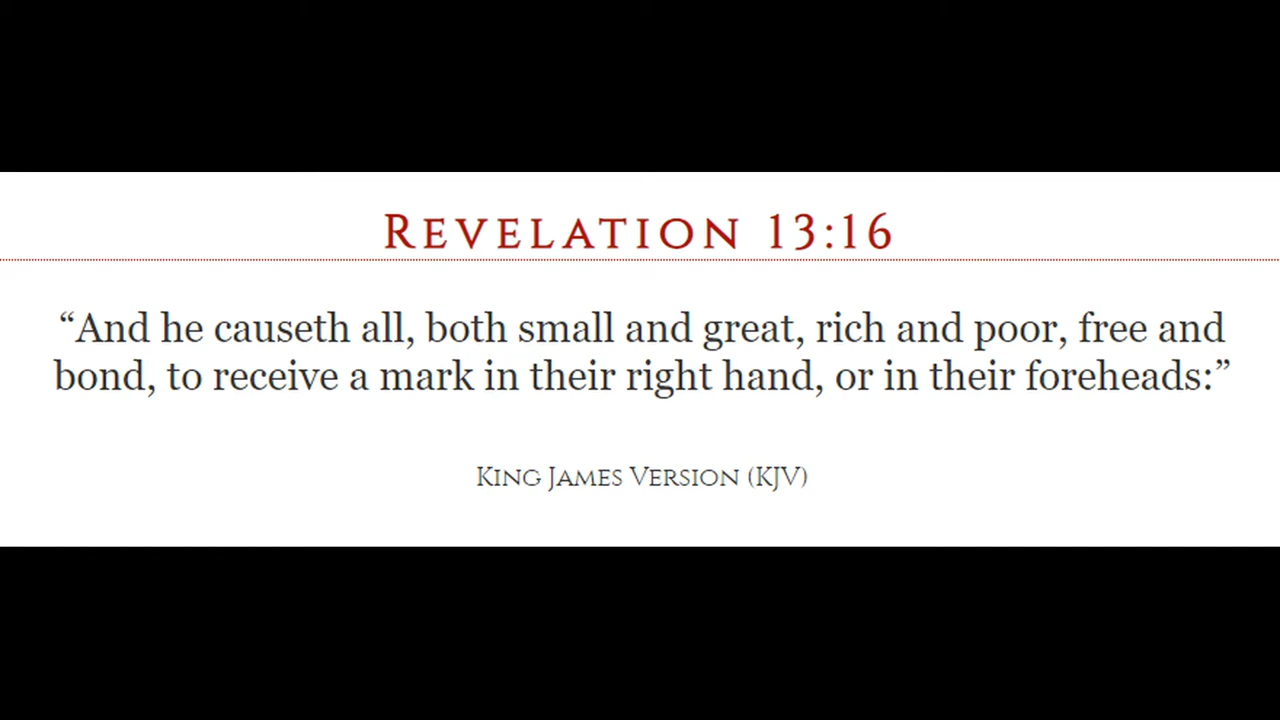 Revelation 13:16
“And he causeth all, both small and great, rich and poor, free and
bond, to receive a mark in their right hand, or in their foreheads:”
King James Version (KJV)